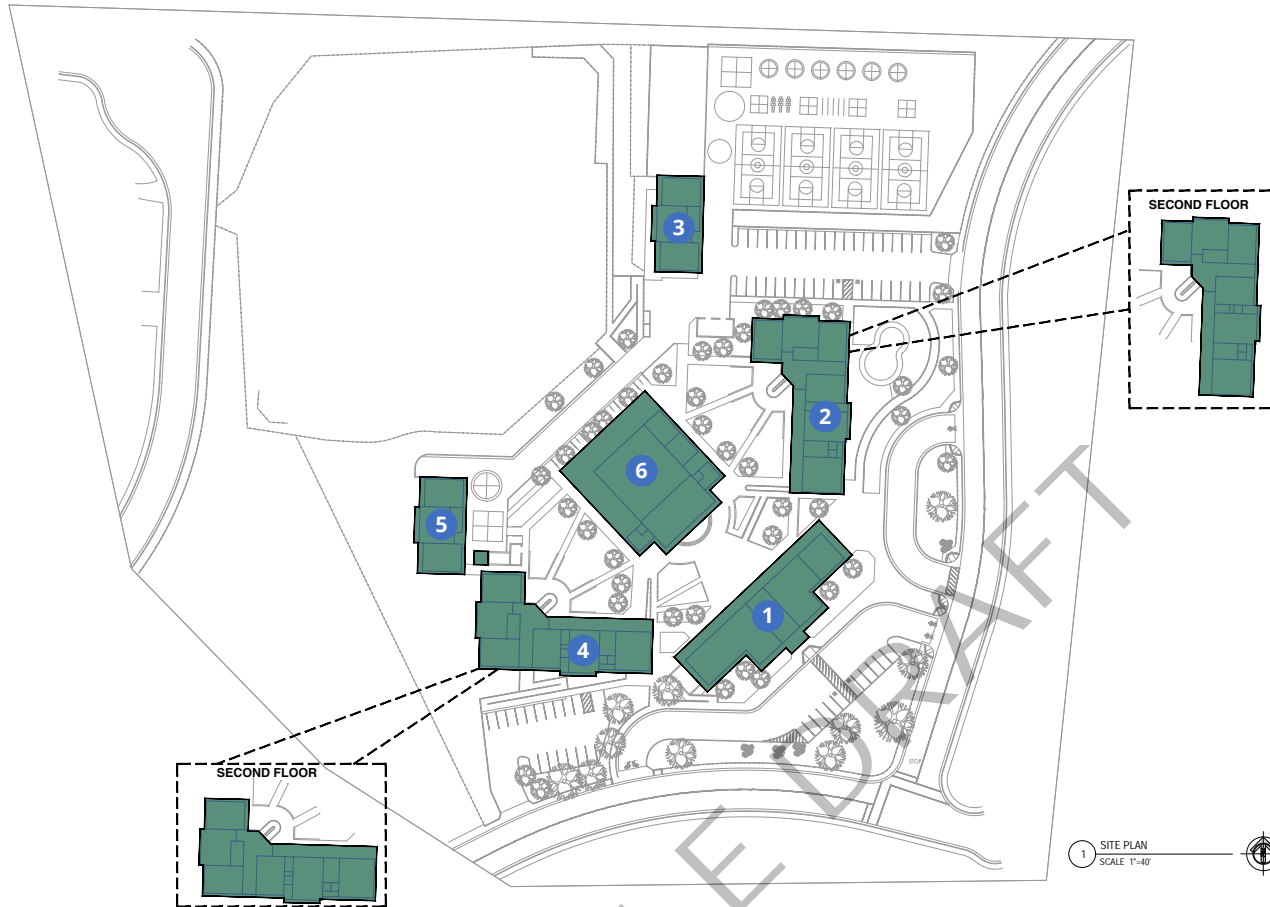 SECOND FLOOR
3
2
6
5
1
4
STOP
SECOND FLOOR
1
SITE PLAN
SCALE 1"=40'
E DRAFT